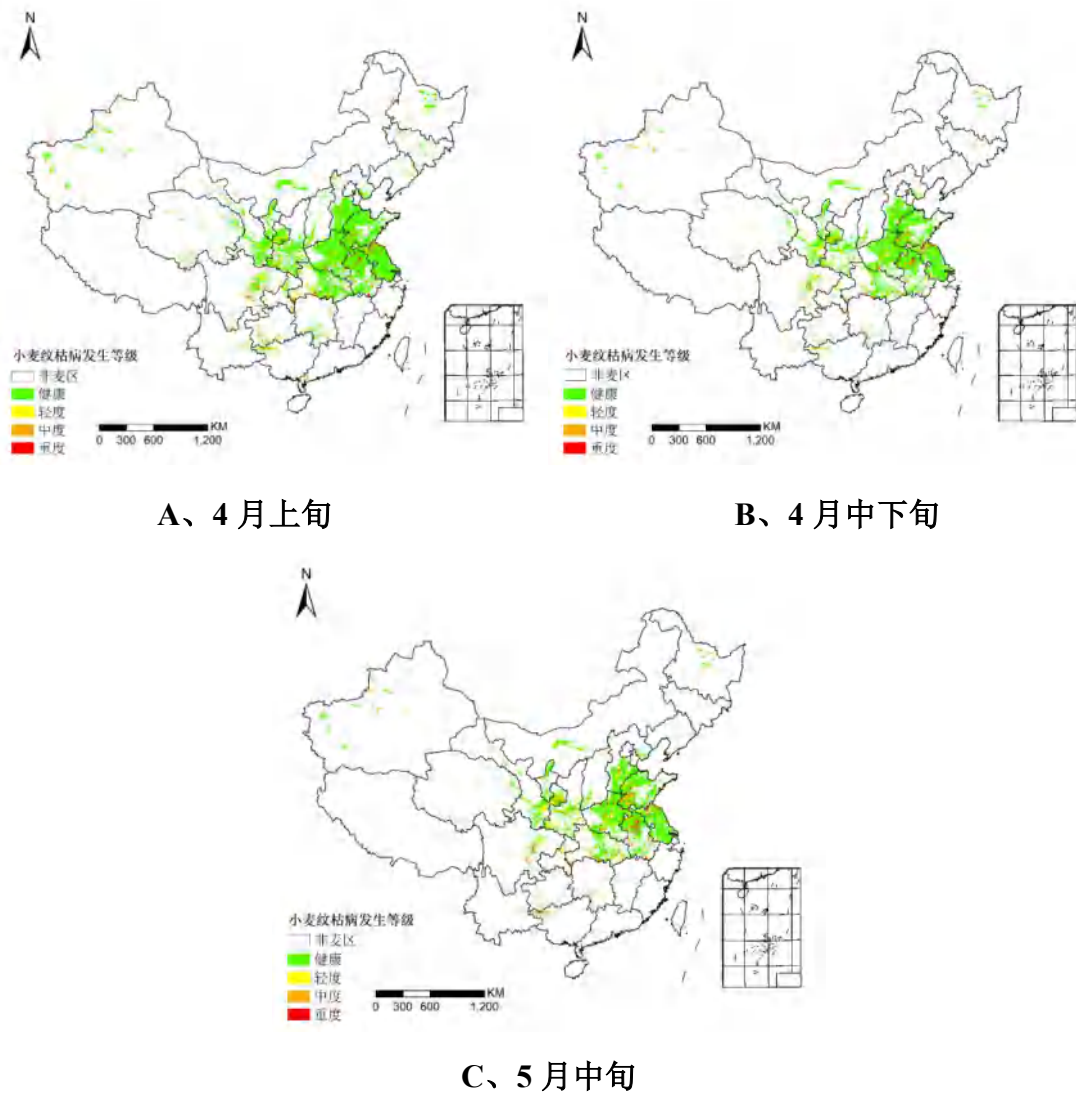 N
小麦纹枯病发生等级
非麦区
健康
轻度
中度
重度
KM
0 300 600 1,200
A、4 月上旬
N
小麦纹枯病发生等级
非麦区
健康
轻度
中度
重度
KM
0 300 600 1,200
B、4 月中下旬
N
小麦纹枯病发生等级
非麦区
健康
轻度
中度
重度
KM
0 300 600 1,200
C、5 月中旬